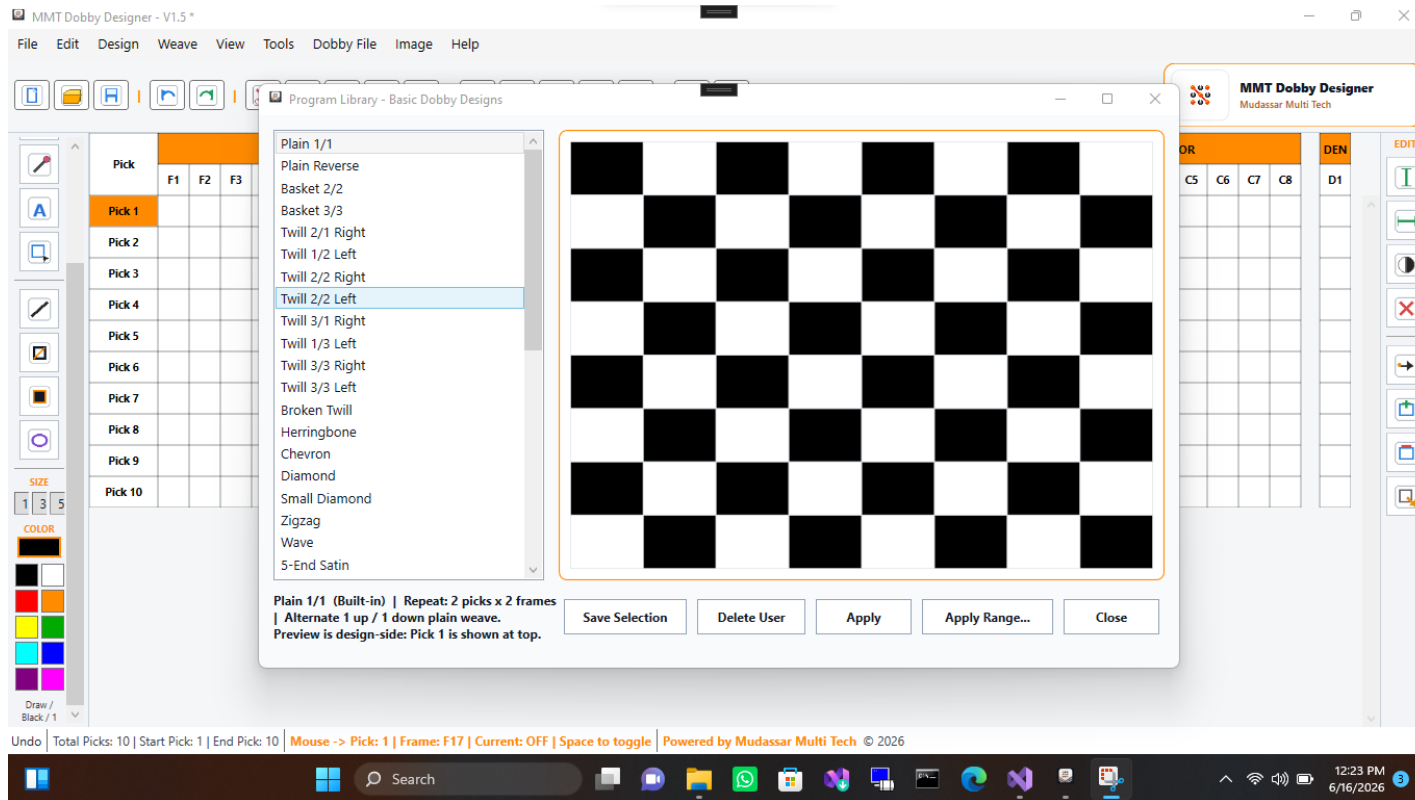 MMT Dobby Designer - V1.5 *
File Edit Design Weave View Tools Dobby File Image Help
MMT Dobby Designer
Mudassar Multi Tech
Program Library - Basic Dobby Designs
Pick
F1 F2 F3
OR
DEN
C5 C6 C7 C8
D1
EDIT
Pick 1
Pick 2
Pick 3
Pick 4
Pick 5
Pick 6
Pick 7
Pick 8
Pick 9
Pick 10
A
SIZE
1 3 5
COLOR
Draw /
Black / 1
Plain 1/1
Plain Reverse
Basket 2/2
Basket 3/3
Twill 2/1 Right
Twill 1/2 Left
Twill 2/2 Right
Twill 2/2 Left
Twill 3/1 Right
Twill 1/3 Left
Twill 3/3 Right
Twill 3/3 Left
Broken Twill
Herringbone
Chevron
Diamond
Small Diamond
Zigzag
Wave
5-End Satin
Plain 1/1 (Built-in) | Repeat: 2 picks x 2 frames
| Alternate 1 up / 1 down plain weave.
Preview is design-side: Pick 1 is shown at top.
Save Selection
Delete User
Apply
Apply Range...
Close
Undo Total Picks: 10 | Start Pick: 1 | End Pick: 10 Mouse -> Pick: 1 | Frame: F17 | Current: OFF | Space to toggle Powered by Mudassar Multi Tech © 2026
Search
12:23 PM
6/16/2026
3